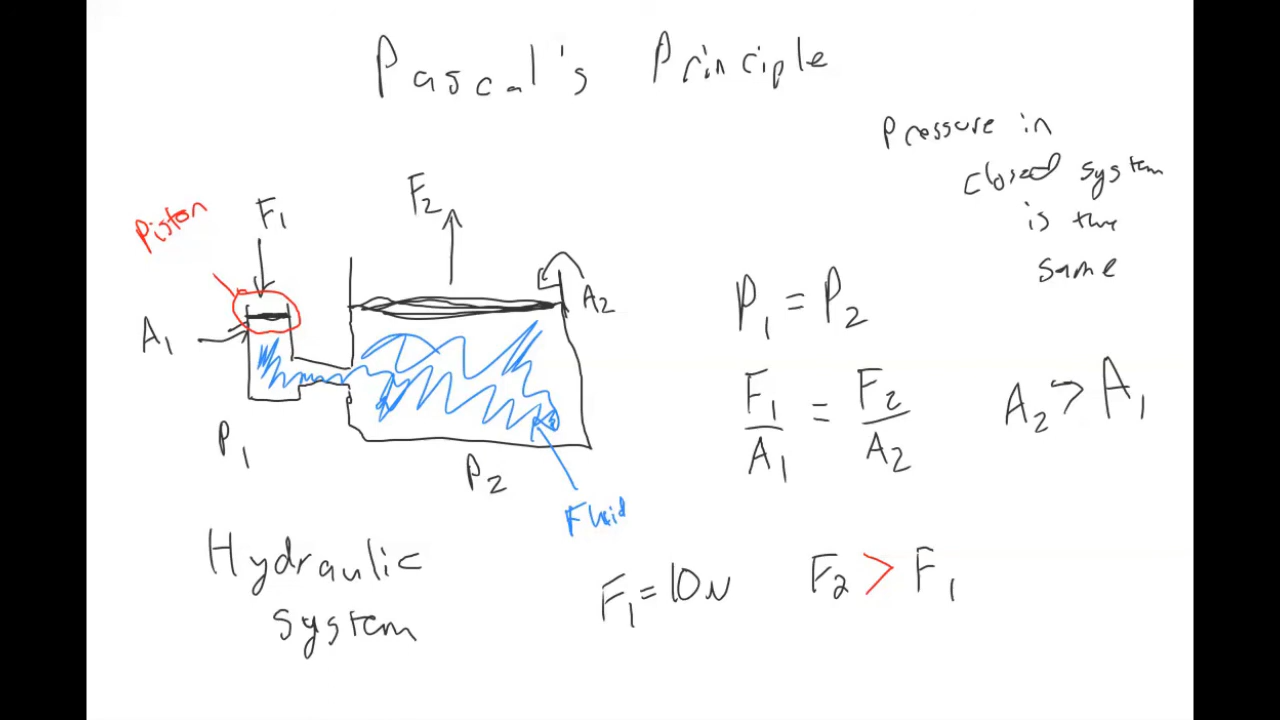 Pascal's Principle
Pressure in
closed system
is the
same
Piston
F₁
F₂
A₁
A₂
P₁ = P₂
F₁/A₁ = F₂/A₂
A₂ > A₁
P₁
P₂
Fluid
Hydraulic
system
F₁ = 10N
F₂ > F₁